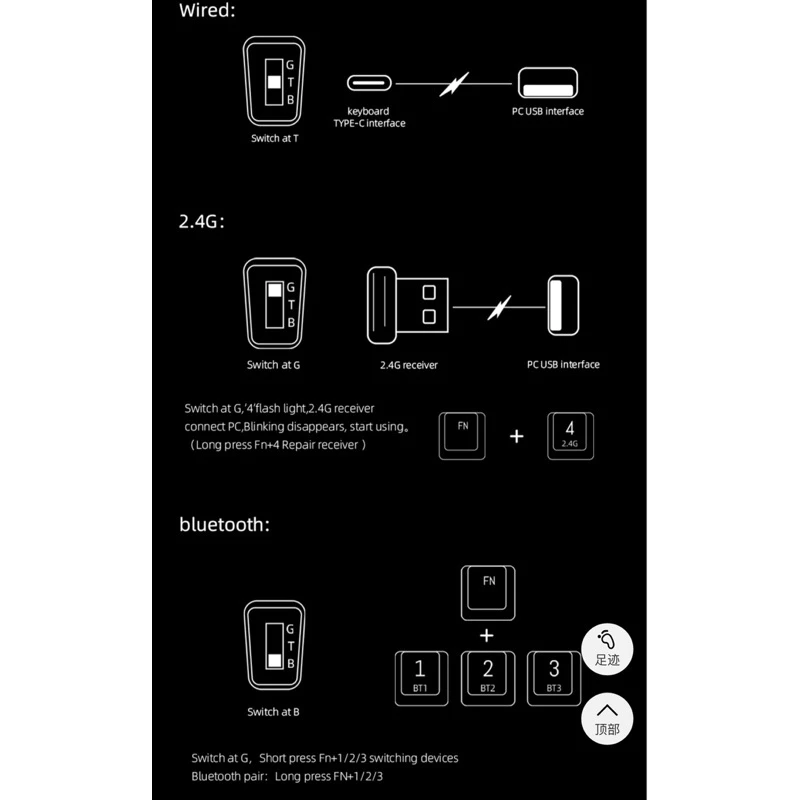 Wired:
G
T
B
Switch at T
keyboard
TYPE-C interface
PC USB interface
2.4G:
G
T
B
Switch at G
2.4G receiver
PC USB interface
Switch at G,‘4’flash light,2.4G receiver
connect PC,Blinking disappears, start using。
（Long press Fn+4 Repair receiver）
FN
+
4
2.4G
bluetooth:
G
T
B
Switch at B
FN
+
1
BT1
2
BT2
3
BT3
足迹
顶部
Switch at G，Short press Fn+1/2/3 switching devices
Bluetooth pair：Long press FN+1/2/3